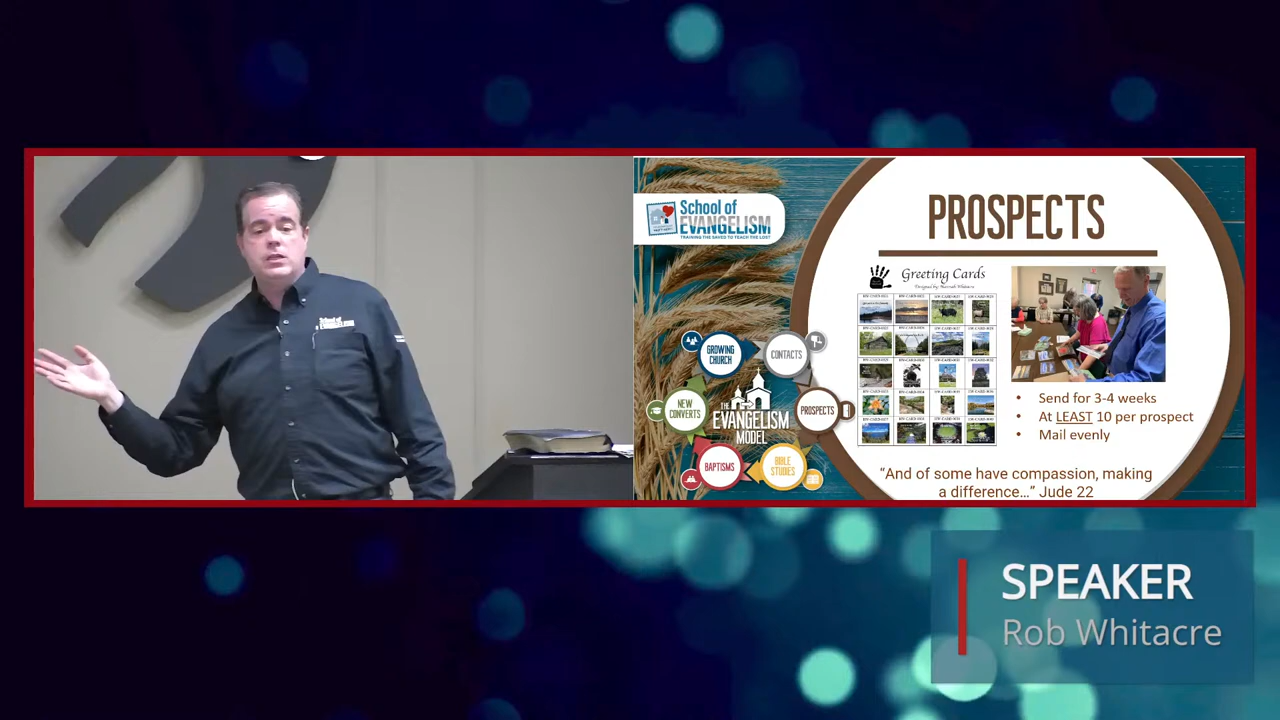 School of
EVANGELISM
TRAINING THE SAVED TO TEACH THE LOST
PROSPECTS
Greeting Cards
GROWING
CHURCH
CONTACTS
NEW
CONVERTS
THE
EVANGELISM
MODEL
PROSPECTS
BAPTISMS
BIBLE
STUDIES
• Send for 3-4 weeks
• At LEAST 10 per prospect
• Mail evenly
“And of some have compassion, making
a difference...” Jude 22
SPEAKER
Rob Whitacre